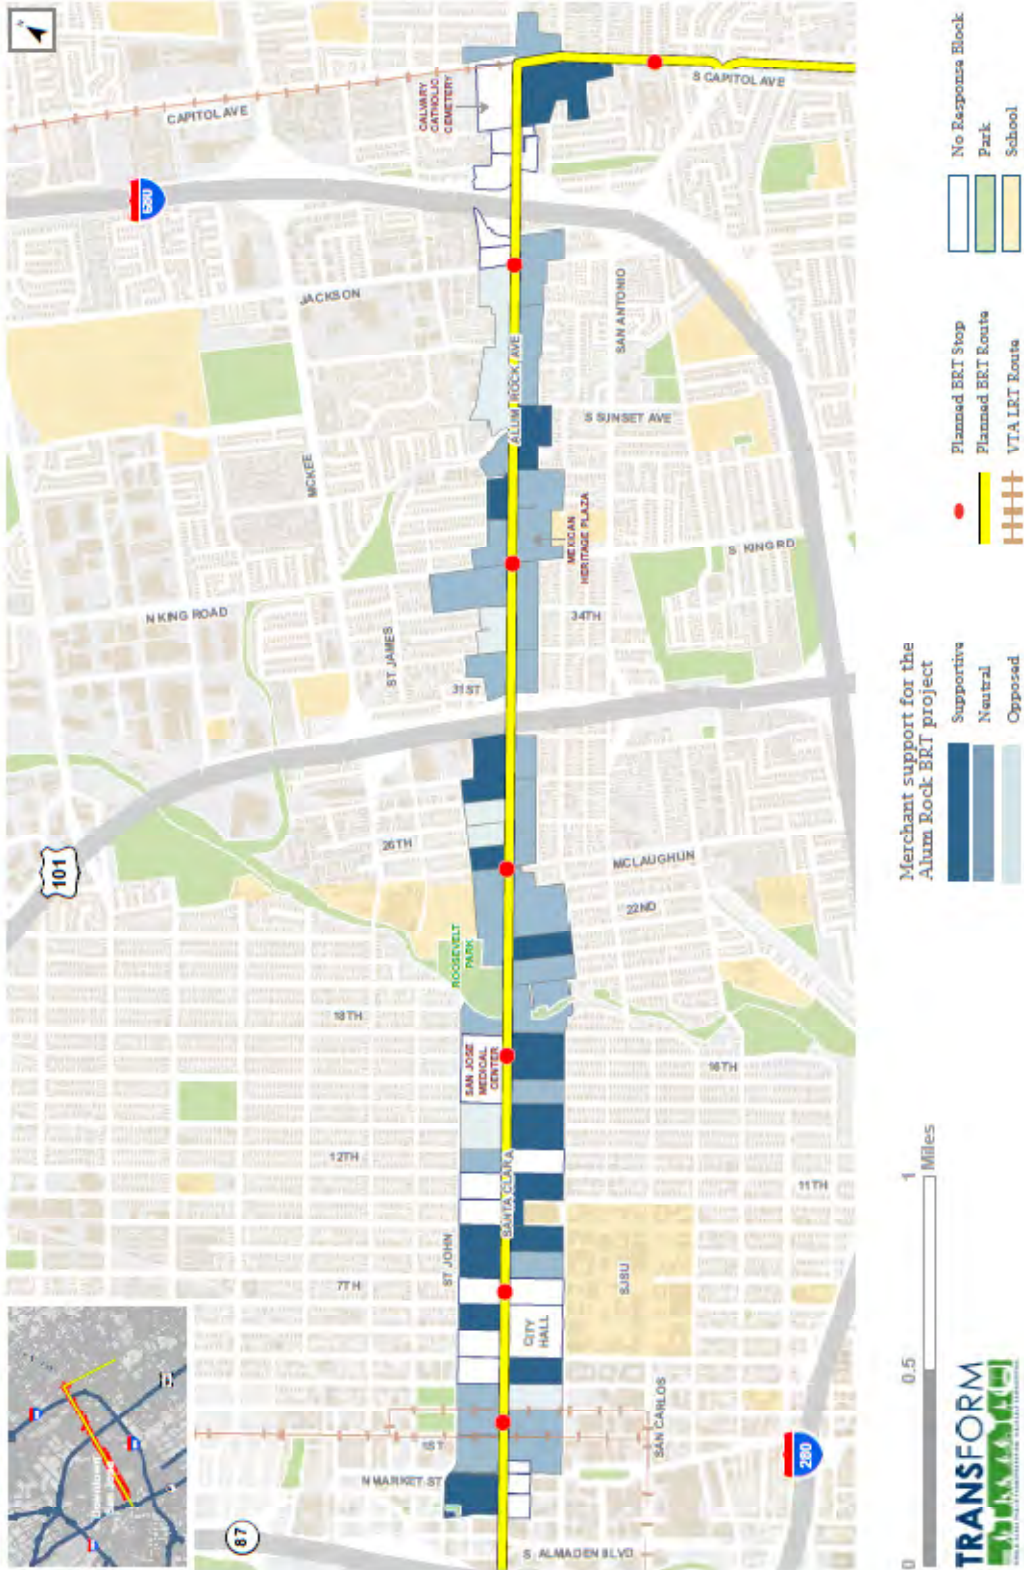 CAPITOL AVE
CALVARY
CATHOLIC
CEMETERY
S CAPITOL AVE
680
JACKSON
SAN ANTONIO
ALUM ROCK AVE
S SUNSET AVE
MCKEE
MEXICAN
HERITAGE PLAZA
S KING RD
N KING ROAD
34TH
ST JAMES
31ST
101
26TH
MCLAUGHLIN
22ND
ROOSEVELT
PARK
18TH
SAN JOSE
MEDICAL
CENTER
16TH
12TH
SANTA CLARA
11TH
ST JOHN
7TH
SJSU
CITY
HALL
SAN CARLOS
1ST
N MARKET ST
280
87
S ALMADEN BLVD
Merchant support for the
Alum Rock BRT project
Supportive
Neutral
Opposed
Planned BRT Stop
Planned BRT Route
VTA LRT Route
No Response Block
Park
School
0 0.5 1
Miles
TRANSFORM